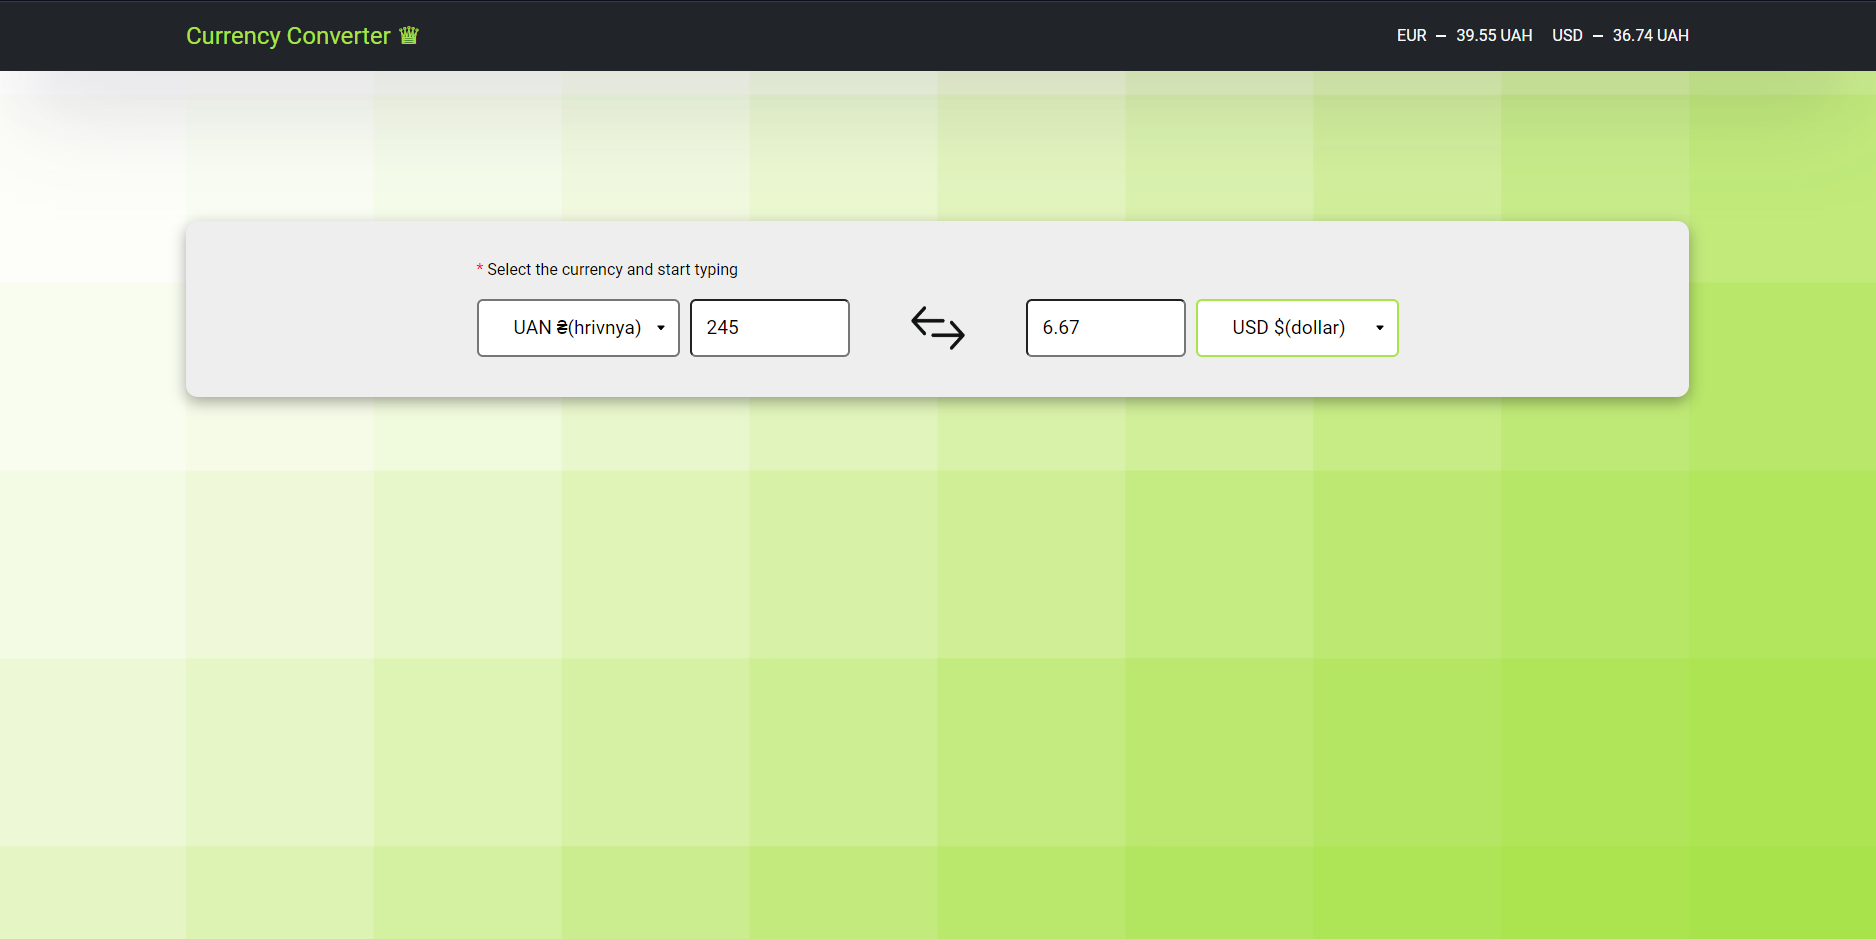 Currency Converter ♛
EUR — 39.55 UAH USD — 36.74 UAH
* Select the currency and start typing
UAN ₴(hrivnya) 245 6.67 USD $(dollar)